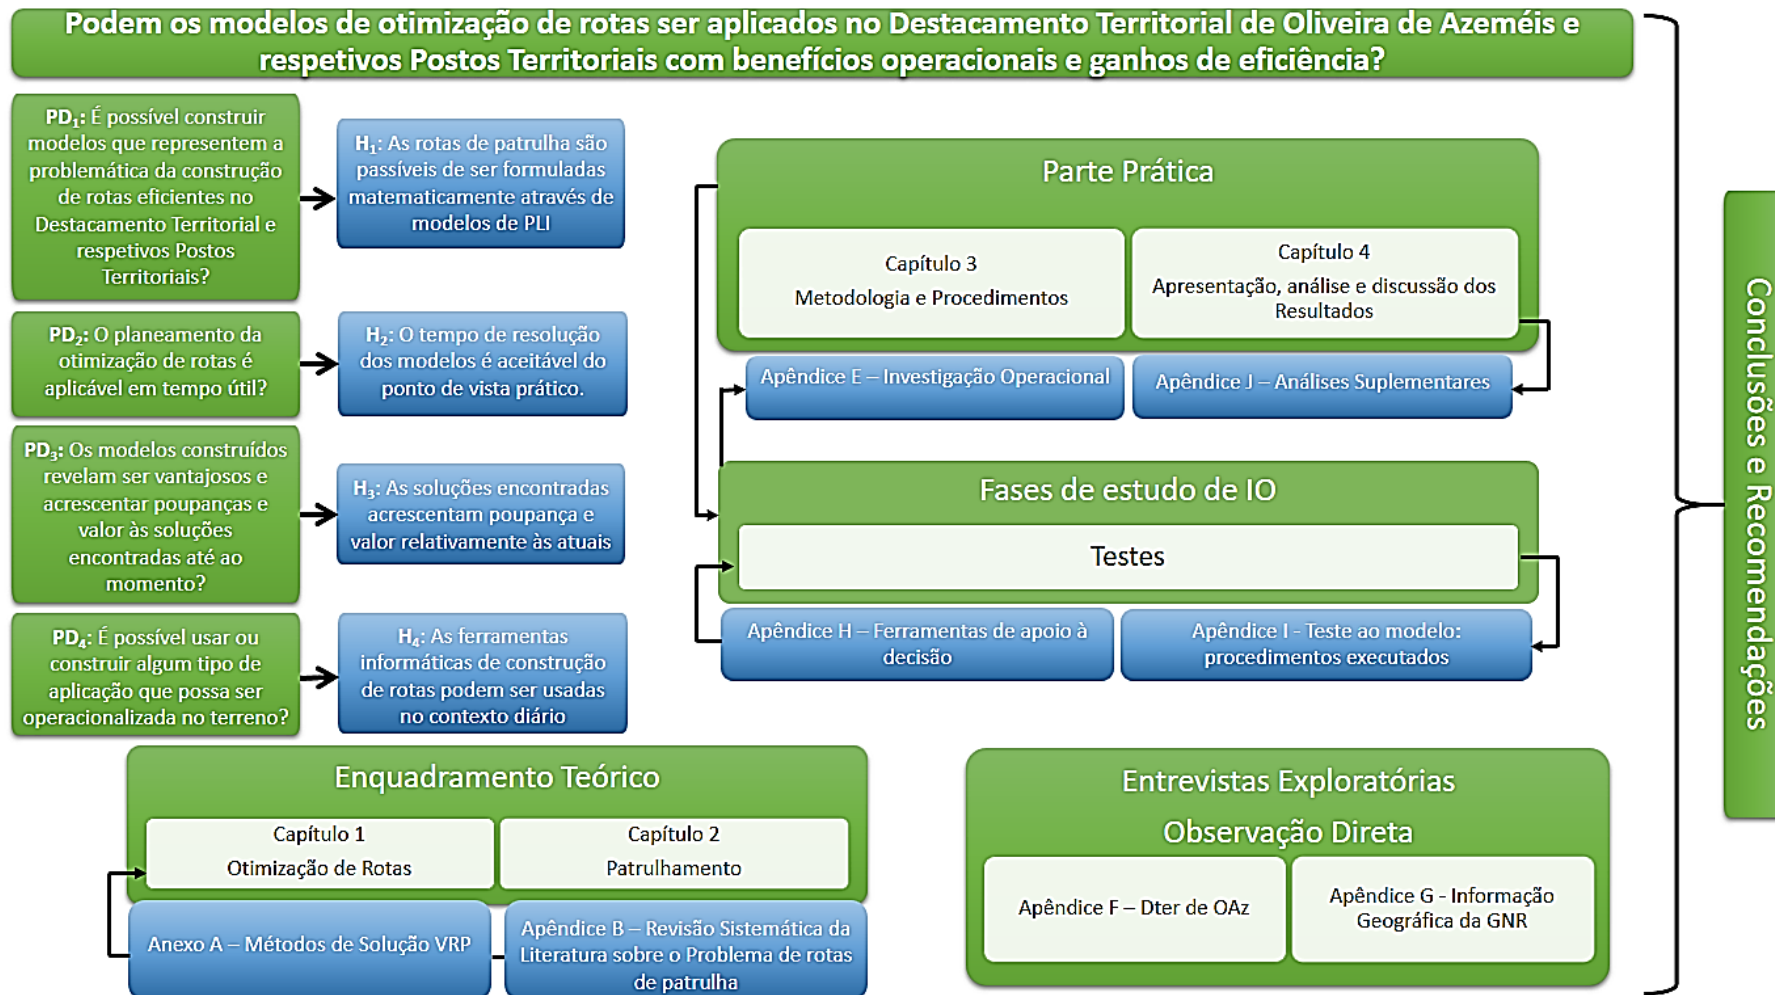 Podem os modelos de otimização de rotas ser aplicados no Destacamento Territorial de Oliveira de Azeméis e
respetivos Postos Territoriais com benefícios operacionais e ganhos de eficiência?
PD₁: É possível construir
modelos que representem a
problemática da construção
de rotas eficientes no
Destacamento Territorial e
respetivos Postos
Territoriais?
H₁: As rotas de patrulha são
passíveis de ser formuladas
matematicamente através de
modelos de PLI
PD₂: O planeamento da
otimização de rotas é
aplicável em tempo útil?
H₂: O tempo de resolução
dos modelos é aceitável do
ponto de vista prático.
PD₃: Os modelos construídos
revelam ser vantajosos e
acrescentar poupanças e
valor às soluções
encontradas até ao
momento?
H₃: As soluções encontradas
acrescentam poupança e
valor relativamente às atuais
PD₄: É possível usar ou
construir algum tipo de
aplicação que possa ser
operacionalizada no terreno?
H₄: As ferramentas
informáticas de construção
de rotas podem ser usadas
no contexto diário
Parte Prática
Capítulo 3
Metodologia e Procedimentos
Capítulo 4
Apresentação, análise e discussão dos
Resultados
Apêndice E – Investigação Operacional
Apêndice J – Análises Suplementares
Fases de estudo de IO
Testes
Apêndice H – Ferramentas de apoio à
decisão
Apêndice I - Teste ao modelo:
procedimentos executados
Enquadramento Teórico
Capítulo 1
Otimização de Rotas
Capítulo 2
Patrulhamento
Anexo A – Métodos de Solução VRP
Apêndice B – Revisão Sistemática da
Literatura sobre o Problema de rotas
de patrulha
Entrevistas Exploratórias
Observação Direta
Apêndice F – Dter de OAz
Apêndice G - Informação
Geográfica da GNR
Conclusões e Recomendações